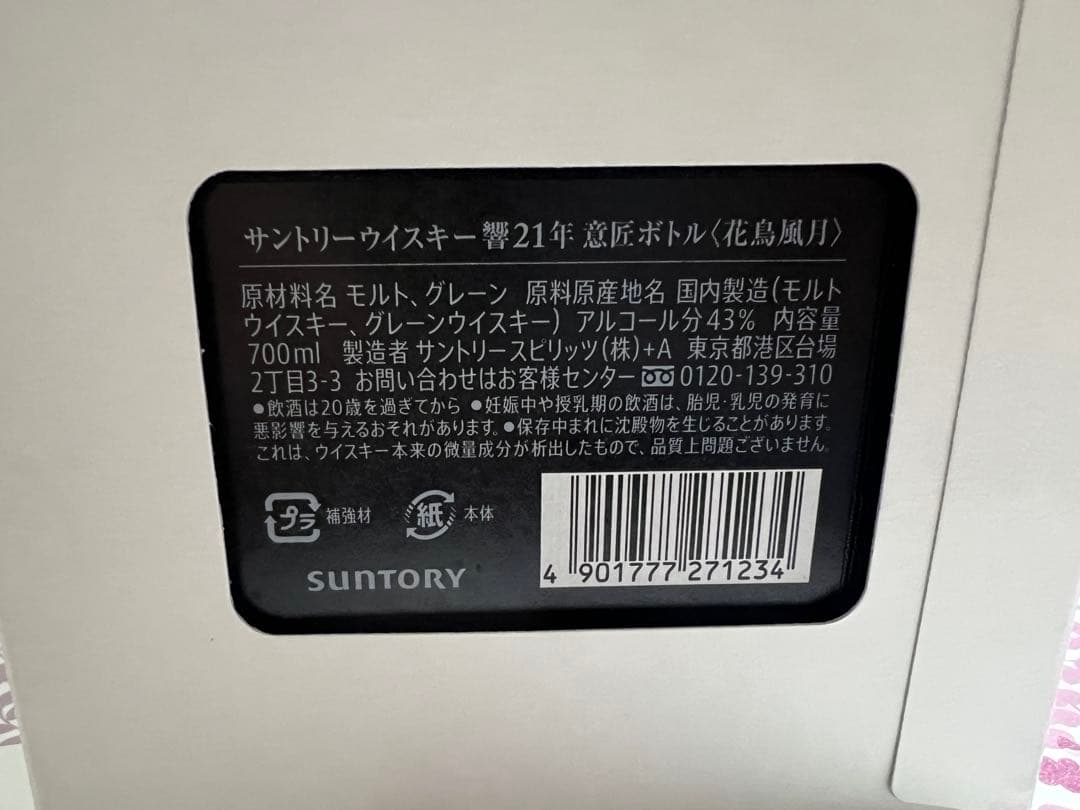 サントリーウイスキー 響21年 意匠ボトル〈花鳥風月〉
原材料名 モルト、グレーン 原料原産地名 国内製造(モルト
ウイスキー、グレーンウイスキー) アルコール分43% 内容量
700ml 製造者 サントリースピリッツ(株)+A 東京都港区台場
2丁目3-3 お問い合わせはお客様センター 0120-139-310
●飲酒は20歳を過ぎてから ●妊娠中や授乳期の飲酒は、胎児・乳児の発育に
悪影響を与えるおそれがあります。●保存中まれに沈殿物を生じることがあります。
これは、ウイスキー本来の微量成分が析出したもので、品質上問題ございません。
プラ 補強材 紙 本体
SUNTORY
4 901777 271234